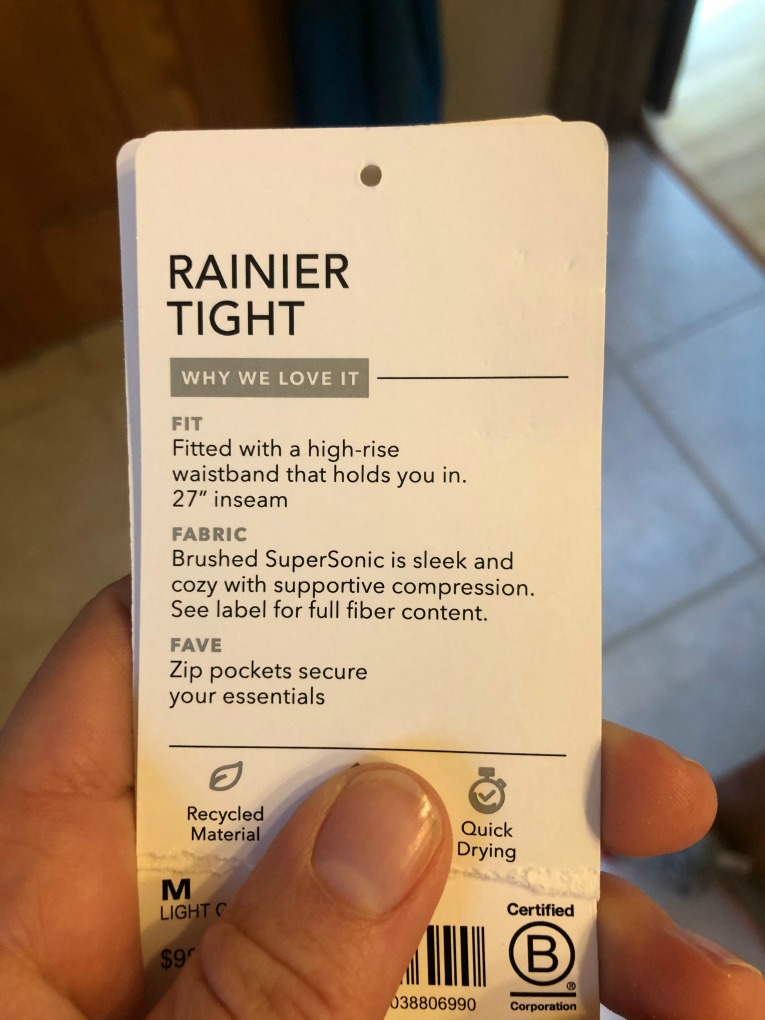 RAINIER
TIGHT
WHY WE LOVE IT
FIT
Fitted with a high-rise
waistband that holds you in.
27" inseam
FABRIC
Brushed SuperSonic is sleek and
cozy with supportive compression.
See label for full fiber content.
FAVE
Zip pockets secure
your essentials
Recycled
Material
Quick
Drying
M
LIGHT
038806990
Certified
B
®
Corporation